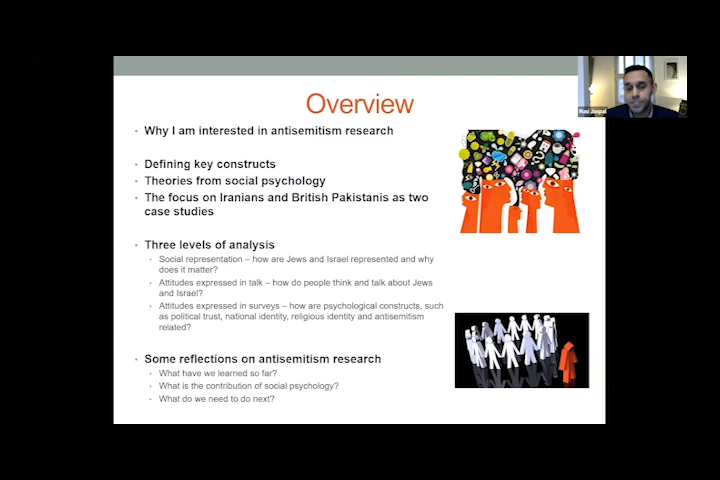 Overview
Why I am interested in antisemitism research
Defining key constructs
Theories from social psychology
The focus on Iranians and British Pakistanis as two
case studies
Three levels of analysis
Social representation – how are Jews and Israel represented and why
does it matter?
Attitudes expressed in talk – how do people think and talk about Jews
and Israel?
Attitudes expressed in surveys – how are psychological constructs, such
as political trust, national identity, religious identity and antisemitism
related?
Some reflections on antisemitism research
What have we learned so far?
What is the contribution of social psychology?
What do we need to do next?
Rusi Jaspal